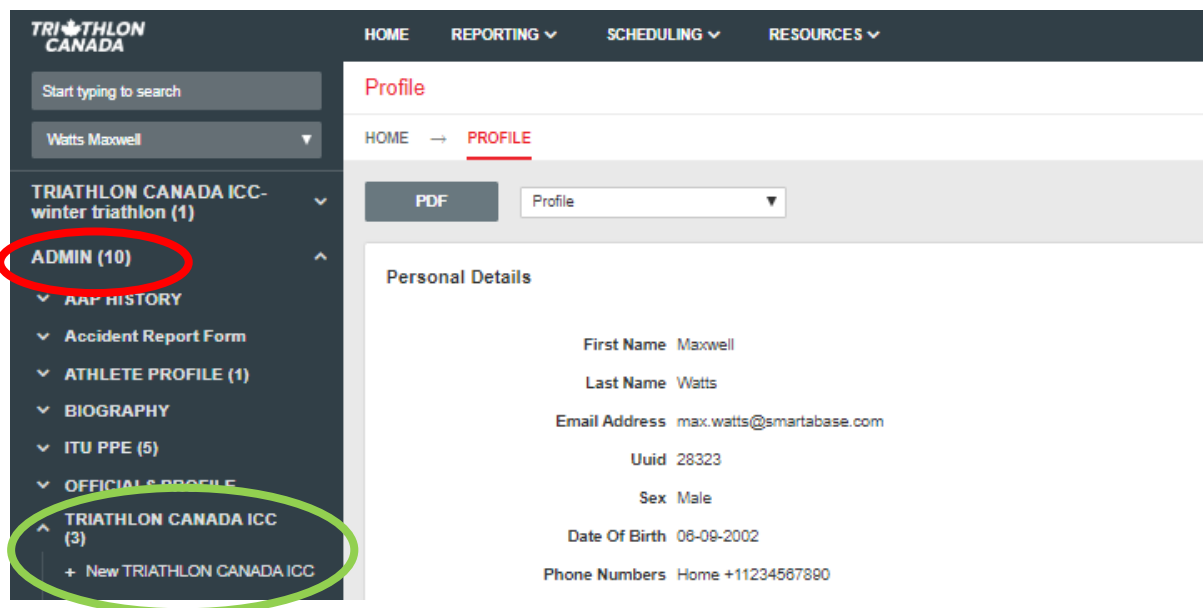 TRI THLON
CANADA
HOME REPORTING SCHEDULING RESOURCES
Start typing to search
Watts Maxwell
Profile
HOME → PROFILE
TRIATHLON CANADA ICC-
winter triathlon (1)
ADMIN (10)
AAP HISTORY
Accident Report Form
ATHLETE PROFILE (1)
BIOGRAPHY
ITU PPE (5)
OFFICIALS PROFILE
TRIATHLON CANADA ICC
(3)
+ New TRIATHLON CANADA ICC
PDF Profile
Personal Details
First Name Maxwell
Last Name Watts
Email Address max.watts@smartabase.com
Uuid 28323
Sex Male
Date Of Birth 06-09-2002
Phone Numbers Home +11234567890